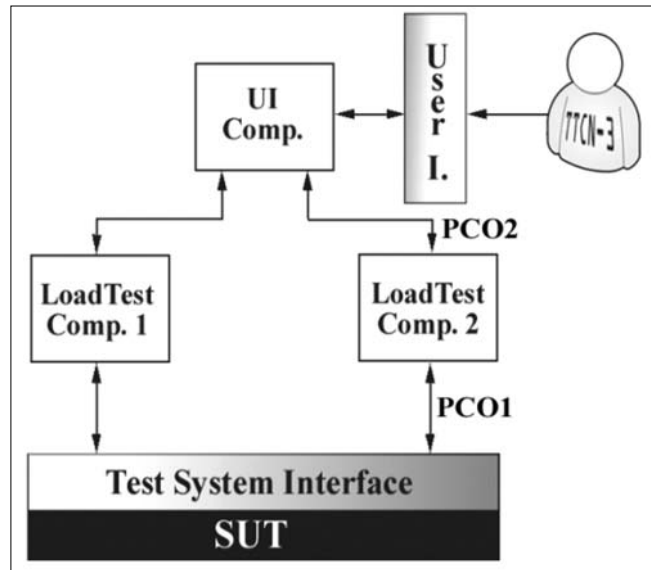 UI
Comp.
User I.
TTCN-3
PCO2
LoadTest
Comp. 1
LoadTest
Comp. 2
PCO1
Test System Interface
SUT